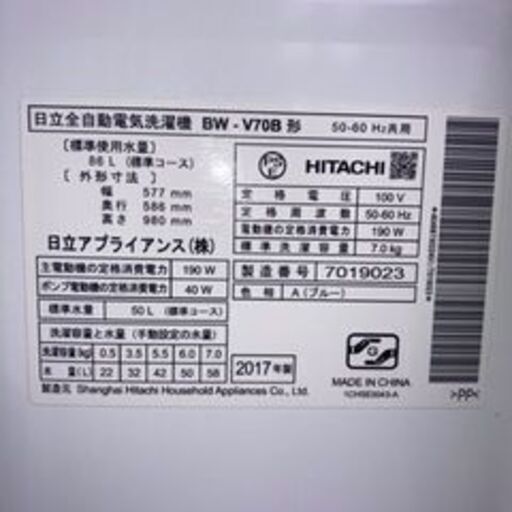 日立全自動電気洗濯機 BW - V70B 形 50-60 Hz共用
〔標準使用水量〕
86 L (標準コース)
〔外形寸法〕
幅 577 mm
奥行 586 mm
高さ 980 mm
日立アプライアンス(株)
主電動機の定格消費電力 190 W
ポンプ電動機の定格消費電力 40 W
標準水量 50 L (標準コース)
洗濯容量と水量 (手動設定の水量)
洗濯容量(kg) 0.5 3.5 5.5 6.0 7.0
水量(L) 22 32 42 50 58
製造元 Shanghai Hitachi Household Appliances Co., Ltd.
PSE
HITACHI
定格電圧 100 V
定格周波数 50-60 Hz
電動機の定格消費電力 190 W
標準洗濯容量 7.0 kg
製造番号 7019023
色柄 A (ブルー)
2017年製
MADE IN CHINA
>PP<